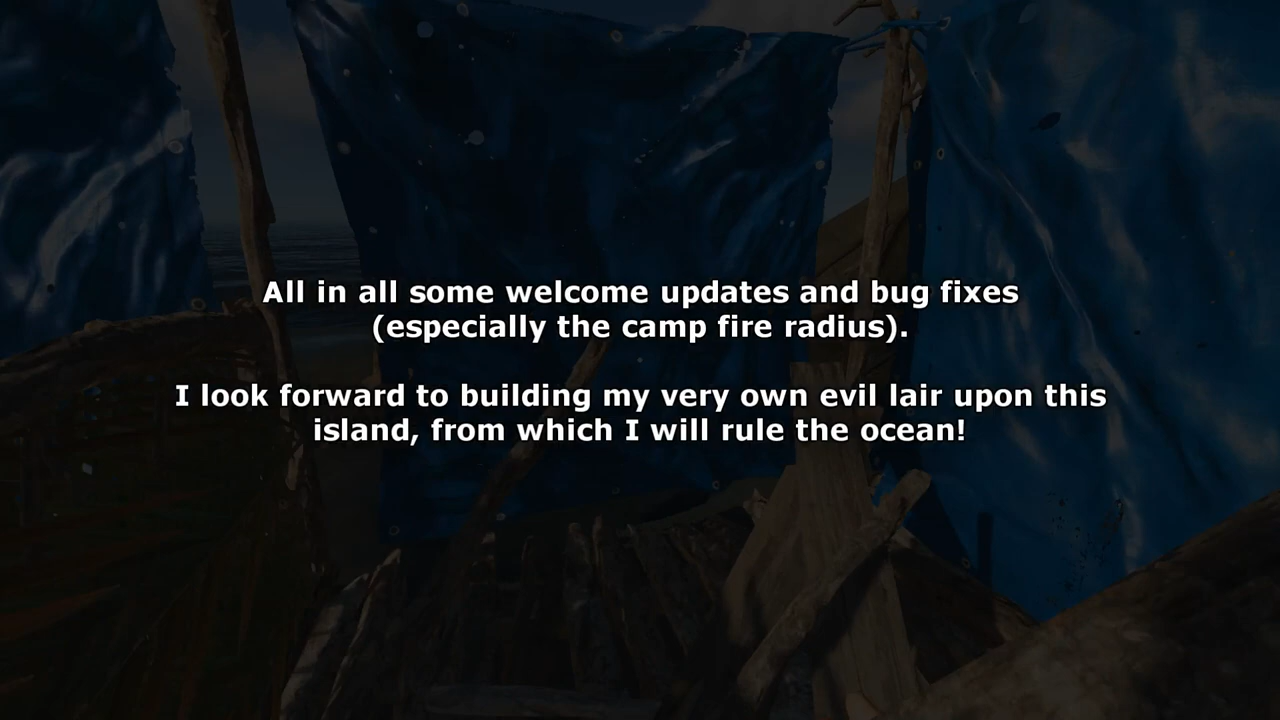 All in all some welcome updates and bug fixes
(especially the camp fire radius).
I look forward to building my very own evil lair upon this
island, from which I will rule the ocean!